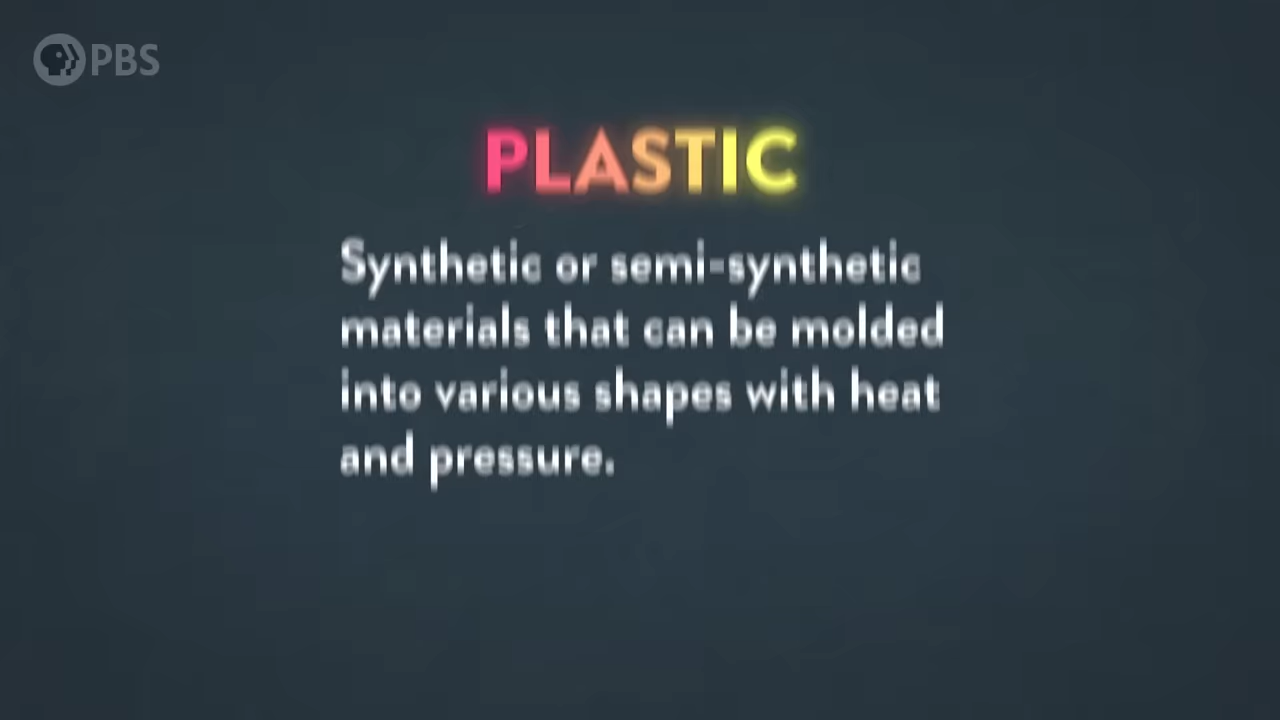 PBS
PLASTIC
Synthetic or semi-synthetic
materials that can be molded
into various shapes with heat
and pressure.